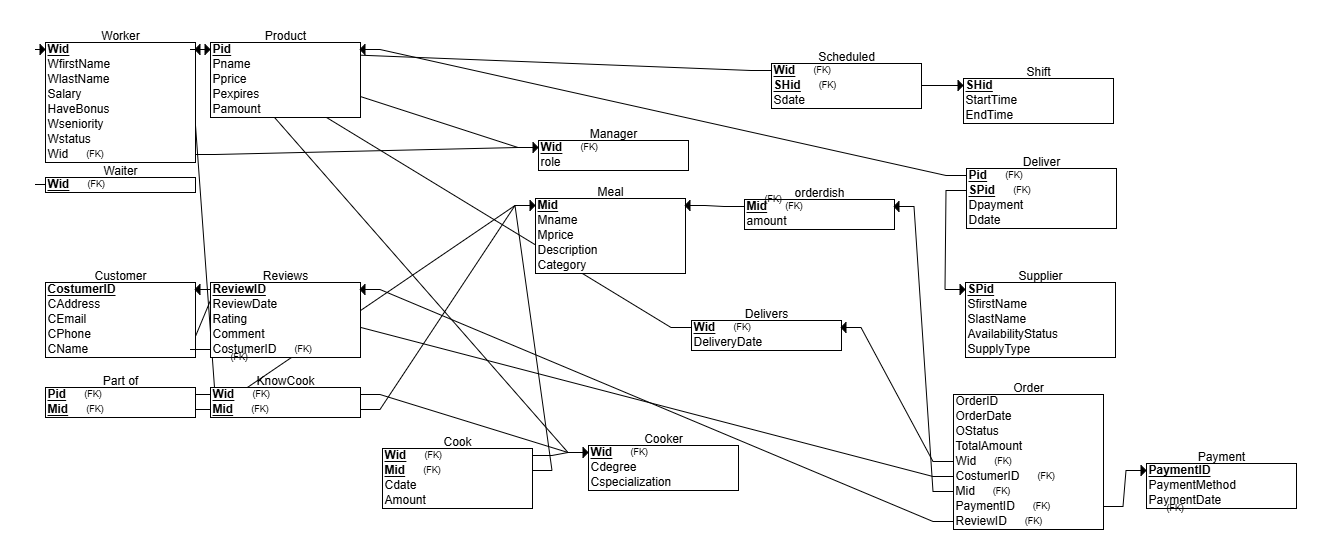 Worker
Wid
WfirstName
WlastName
Salary
HaveBonus
Wseniority
Wstatus
Wid (FK)
Product
Pid
Pname
Pprice
Pexpires
Pamount
Scheduled
Wid (FK)
SHid (FK)
Sdate
Shift
SHid
StartTime
EndTime
Manager
Wid (FK)
role
Waiter
Wid (FK)
Meal
Mid
Mname
Mprice
Description
Category
orderdish
(FK)
Mid (FK)
amount
Deliver
Pid (FK)
SPid (FK)
Dpayment
Ddate
Customer
CostumerID
CAddress
CEmail
CPhone
CName
Reviews
ReviewID
ReviewDate
Rating
Comment
CostumerID (FK)
(FK)
Supplier
SPid
SfirstName
SlastName
AvailabilityStatus
SupplyType
Delivers
Wid (FK)
DeliveryDate
Part of
Pid (FK)
Mid (FK)
KnowCook
Wid (FK)
Mid (FK)
Order
OrderID
OrderDate
OStatus
TotalAmount
Wid (FK)
CostumerID (FK)
Mid (FK)
PaymentID (FK)
ReviewID (FK)
Cook
Wid (FK)
Mid (FK)
Cdate
Amount
Cooker
Wid (FK)
Cdegree
Cspecialization
Payment
PaymentID
PaymentMethod
PaymentDate
(FK)